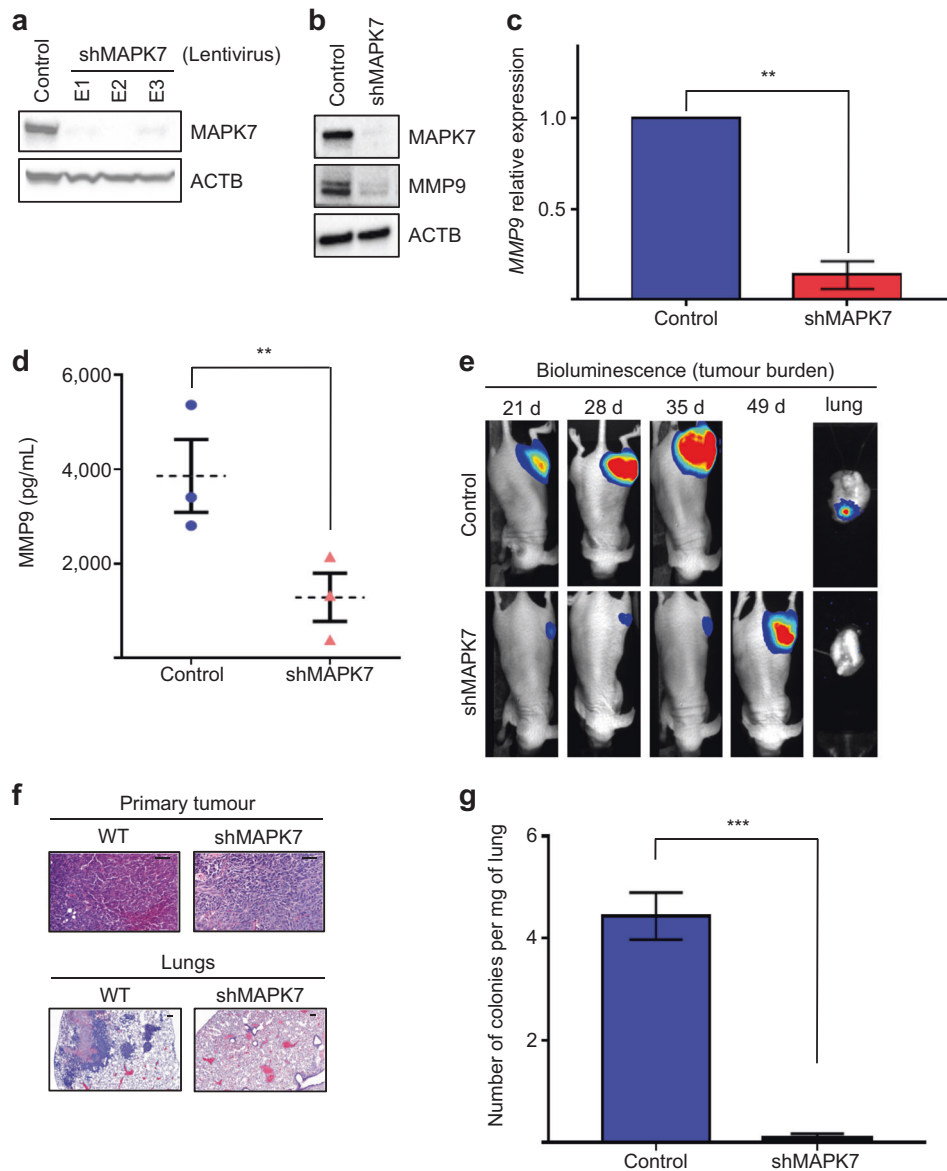 a
shMAPK7 (Lentivirus)
Control
E1
E2
E3
MAPK7
ACTB
b
Control
shMAPK7
MAPK7
MMP9
ACTB
c
**
MMP9 relative expression
1.0
0.5
Control
shMAPK7
d
**
MMP9 (pg/mL)
6,000
4,000
2,000
Control
shMAPK7
e
Bioluminescence (tumour burden)
21 d
28 d
35 d
49 d
lung
Control
shMAPK7
f
Primary tumour
WT
shMAPK7
Lungs
WT
shMAPK7
g
***
Number of colonies per mg of lung
6
4
2
0
Control
shMAPK7